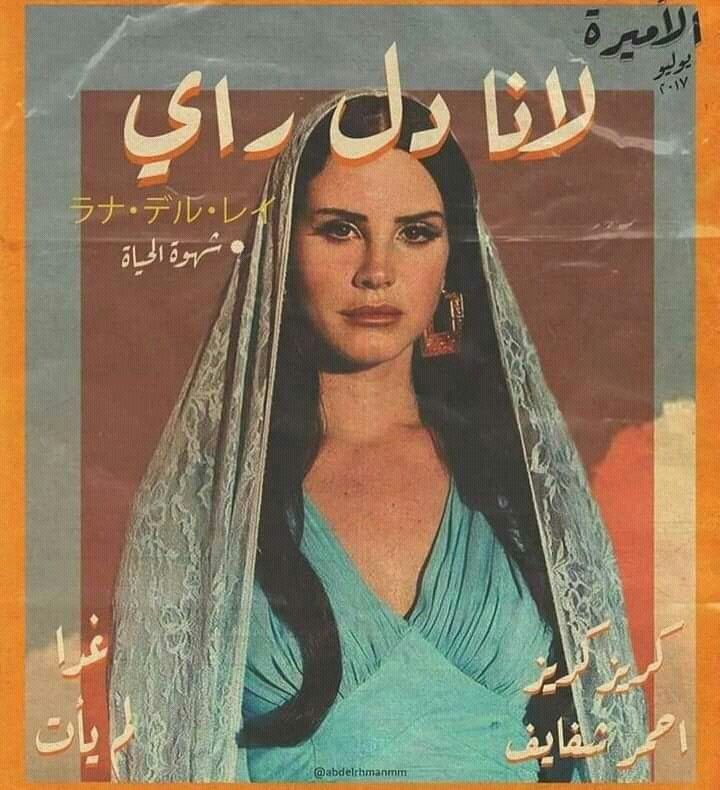 الأميرة
يوليو
٢٠١٧
لانا دل راي
ラナ・デル・レイ
شهوة الحياة
غدا
لم يأت
كريز كريز
احمر شفايف
@abdelrhmanmm